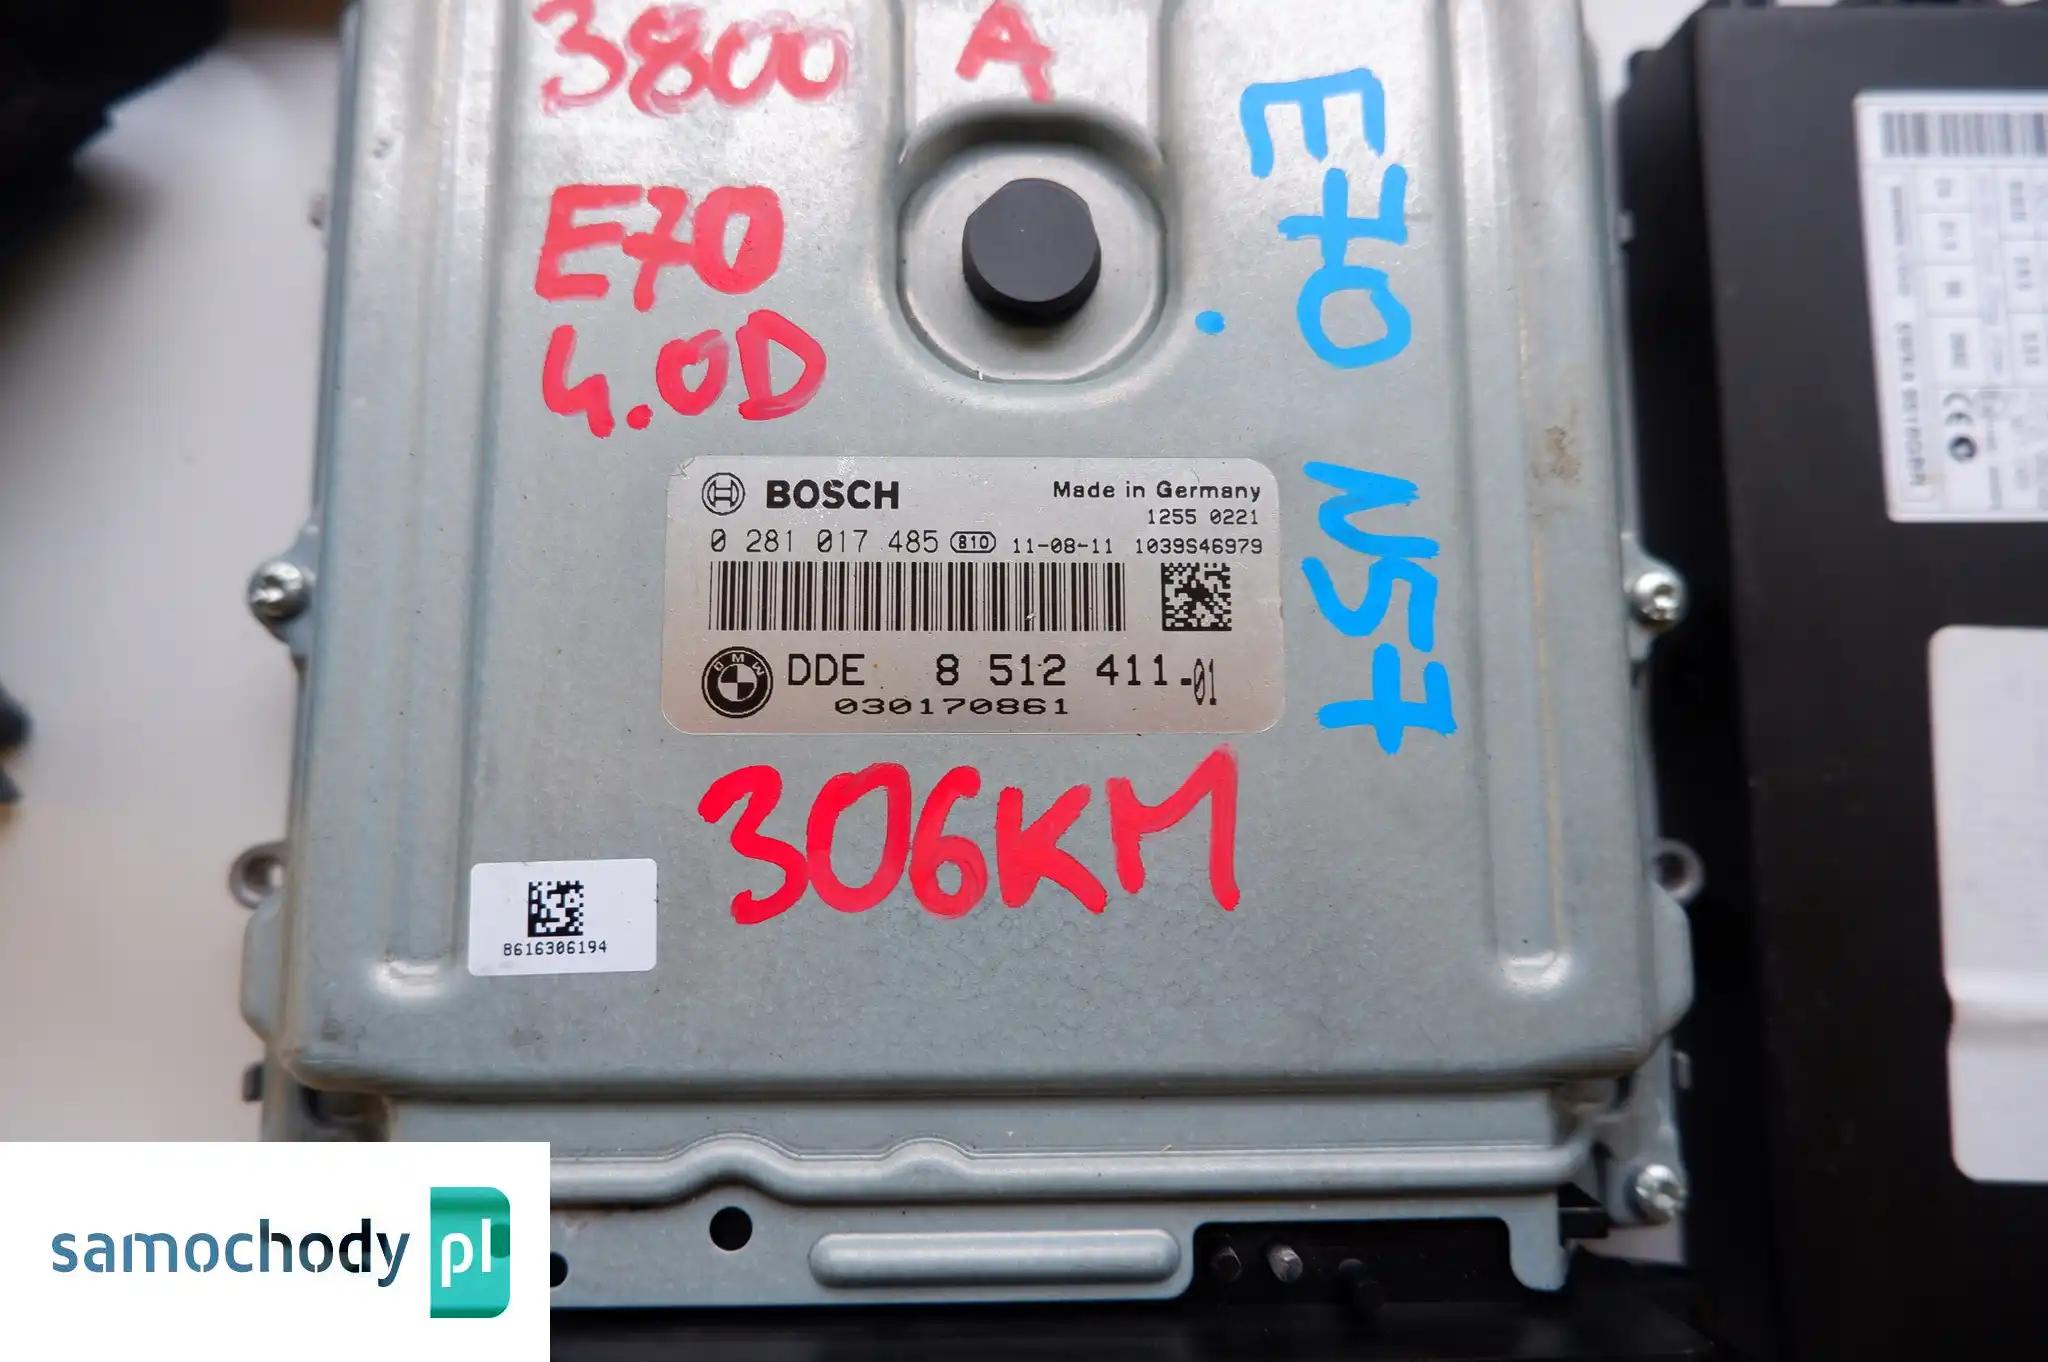 3800 A
E70
4.0D
E70 N57
BOSCH
Made in Germany
1255 0221
0 281 017 485 810 11-08-11 1039S46979
BMW
DDE 8 512 411-01
030170861
306KM
8616306194
samochody pl